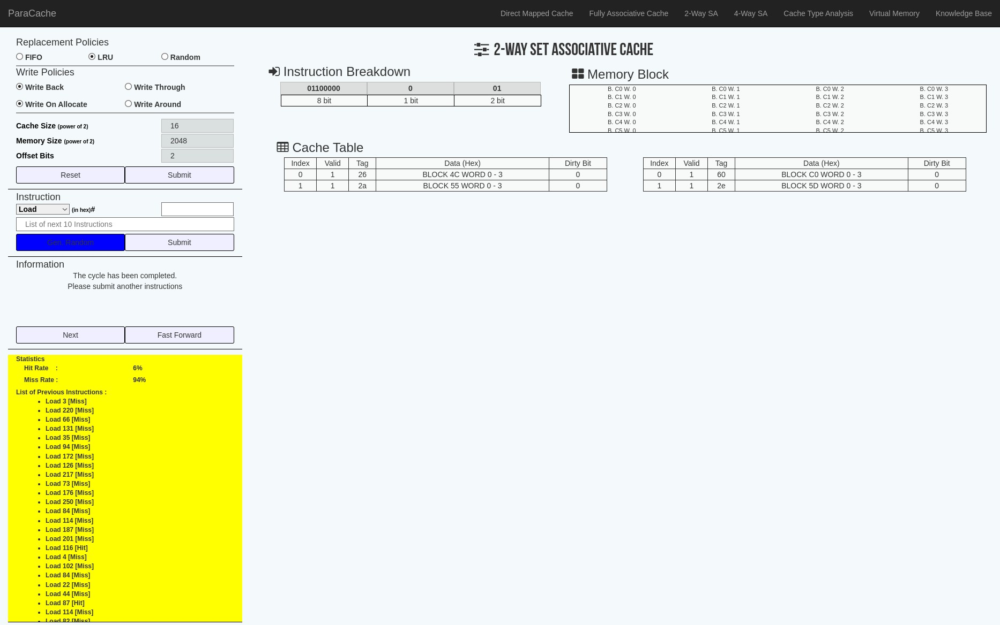 ParaCache Direct Mapped Cache Fully Associative Cache 2-Way SA 4-Way SA Cache Type Analysis Virtual Memory Knowledge Base
Replacement Policies
FIFO LRU Random
Write Policies
Write Back Write Through
Write On Allocate Write Around
Cache Size (power of 2) 16
Memory Size (power of 2) 2048
Offset Bits 2
Reset Submit
Instruction
Load (in hex)#
List of next 10 Instructions
Gen. Random Submit
Information
The cycle has been completed.
Please submit another instructions
Next Fast Forward
Statistics
Hit Rate : 6%
Miss Rate : 94%
List of Previous Instructions :
Load 3 [Miss]
Load 220 [Miss]
Load 66 [Miss]
Load 131 [Miss]
Load 35 [Miss]
Load 94 [Miss]
Load 172 [Miss]
Load 126 [Miss]
Load 217 [Miss]
Load 73 [Miss]
Load 176 [Miss]
Load 250 [Miss]
Load 84 [Miss]
Load 114 [Miss]
Load 187 [Miss]
Load 201 [Miss]
Load 116 [Hit]
Load 4 [Miss]
Load 102 [Miss]
Load 84 [Miss]
Load 22 [Miss]
Load 44 [Miss]
Load 87 [Hit]
Load 114 [Miss]
Load 82 [Miss]
2-WAY SET ASSOCIATIVE CACHE
Instruction Breakdown
01100000 0 01
8 bit 1 bit 2 bit
Memory Block
B. C0 W. 0 B. C0 W. 1 B. C0 W. 2 B. C0 W. 3
B. C1 W. 0 B. C1 W. 1 B. C1 W. 2 B. C1 W. 3
B. C2 W. 0 B. C2 W. 1 B. C2 W. 2 B. C2 W. 3
B. C3 W. 0 B. C3 W. 1 B. C3 W. 2 B. C3 W. 3
B. C4 W. 0 B. C4 W. 1 B. C4 W. 2 B. C4 W. 3
B. C5 W. 0 B. C5 W. 1 B. C5 W. 2 B. C5 W. 3
Cache Table
Index Valid Tag Data (Hex) Dirty Bit
0 1 26 BLOCK 4C WORD 0 - 3 0
1 1 2a BLOCK 55 WORD 0 - 3 0
Index Valid Tag Data (Hex) Dirty Bit
0 1 60 BLOCK C0 WORD 0 - 3 0
1 1 2e BLOCK 5D WORD 0 - 3 0